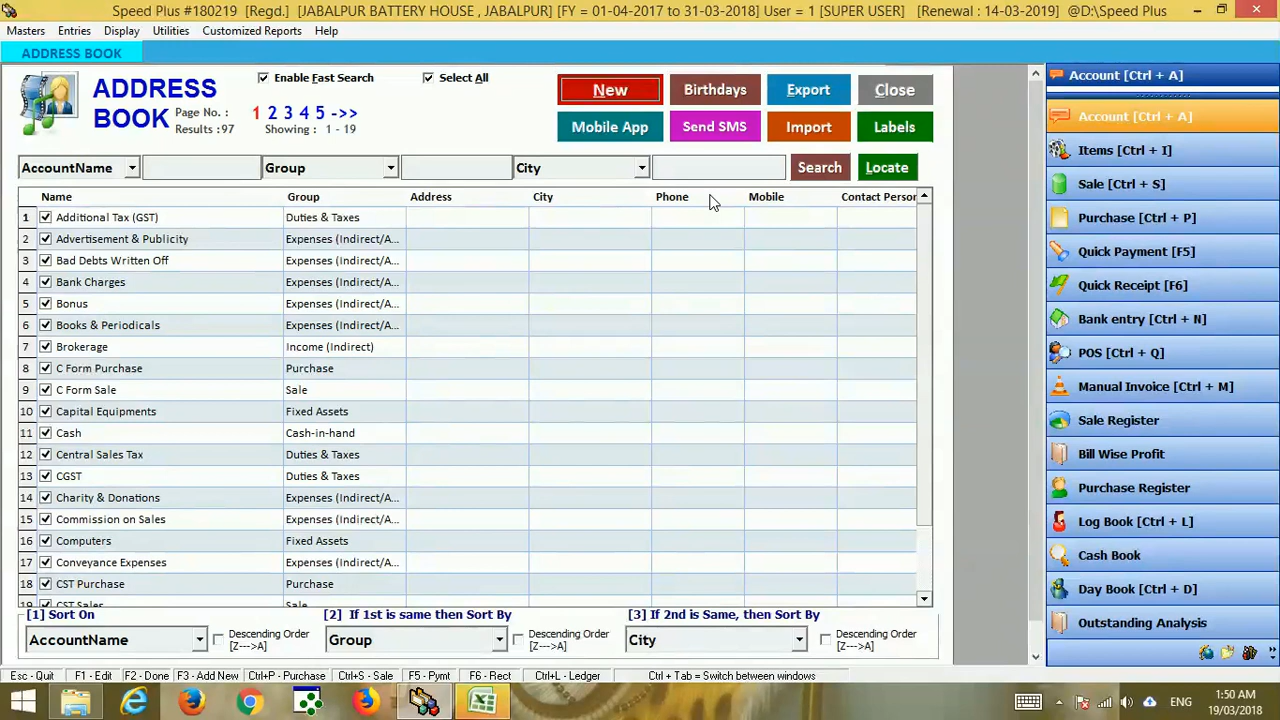 Speed Plus #180219 [Regd.] [JABALPUR BATTERY HOUSE , JABALPUR] [FY = 01-04-2017 to 31-03-2018] User = 1 [SUPER USER] [Renewal : 14-03-2019] @D:\Speed Plus
Masters Entries Display Utilities Customized Reports Help
ADDRESS BOOK
ADDRESS BOOK
Enable Fast Search Select All
Page No. : 1 2 3 4 5 ->>
Results : 97 Showing : 1 - 19
New Birthdays Export Close
Mobile App Send SMS Import Labels
AccountName Group City Search Locate
Name Group Address City Phone Mobile Contact Person
1 Additional Tax (GST) Duties & Taxes
2 Advertisement & Publicity Expenses (Indirect/A...
3 Bad Debts Written Off Expenses (Indirect/A...
4 Bank Charges Expenses (Indirect/A...
5 Bonus Expenses (Indirect/A...
6 Books & Periodicals Expenses (Indirect/A...
7 Brokerage Income (Indirect)
8 C Form Purchase Purchase
9 C Form Sale Sale
10 Capital Equipments Fixed Assets
11 Cash Cash-in-hand
12 Central Sales Tax Duties & Taxes
13 CGST Duties & Taxes
14 Charity & Donations Expenses (Indirect/A...
15 Commission on Sales Expenses (Indirect/A...
16 Computers Fixed Assets
17 Conveyance Expenses Expenses (Indirect/A...
18 CST Purchase Purchase
19 CST Sales Sale
[1] Sort On [2] If 1st is same then Sort By [3] If 2nd is Same, then Sort By
AccountName Descending Order [Z--->A] Group Descending Order [Z--->A] City Descending Order [Z--->A]
Account [Ctrl + A]
Account [Ctrl + A]
Items [Ctrl + I]
Sale [Ctrl + S]
Purchase [Ctrl + P]
Quick Payment [F5]
Quick Receipt [F6]
Bank entry [Ctrl + N]
POS [Ctrl + Q]
Manual Invoice [Ctrl + M]
Sale Register
Bill Wise Profit
Purchase Register
Log Book [Ctrl + L]
Cash Book
Day Book [Ctrl + D]
Outstanding Analysis
Esc - Quit F1 - Edit F2 - Done F3 - Add New Ctrl+P - Purchase Ctrl+S - Sale F5 - Pymt F6 - Rect Ctrl+L - Ledger Ctrl + Tab = Switch between windows
ENG
1:50 AM
19/03/2018